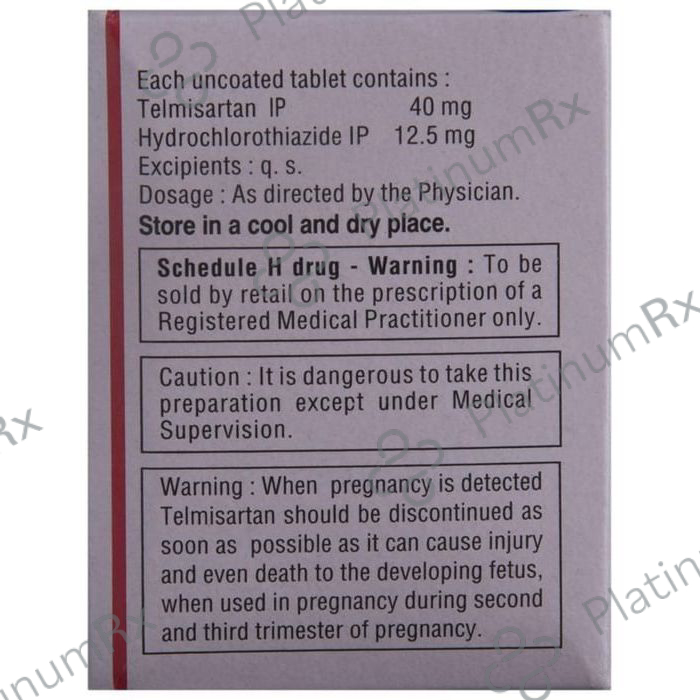 Each uncoated tablet contains :
Telmisartan IP 40 mg
Hydrochlorothiazide IP 12.5 mg
Excipients : q. s.
Dosage : As directed by the Physician.
Store in a cool and dry place.
Schedule H drug - Warning : To be
sold by retail on the prescription of a
Registered Medical Practitioner only.
Caution : It is dangerous to take this
preparation except under Medical
Supervision.
Warning : When pregnancy is detected
Telmisartan should be discontinued as
soon as possible as it can cause injury
and even death to the developing fetus,
when used in pregnancy during second
and third trimester of pregnancy.
PlatinumRx
PlatinumRx